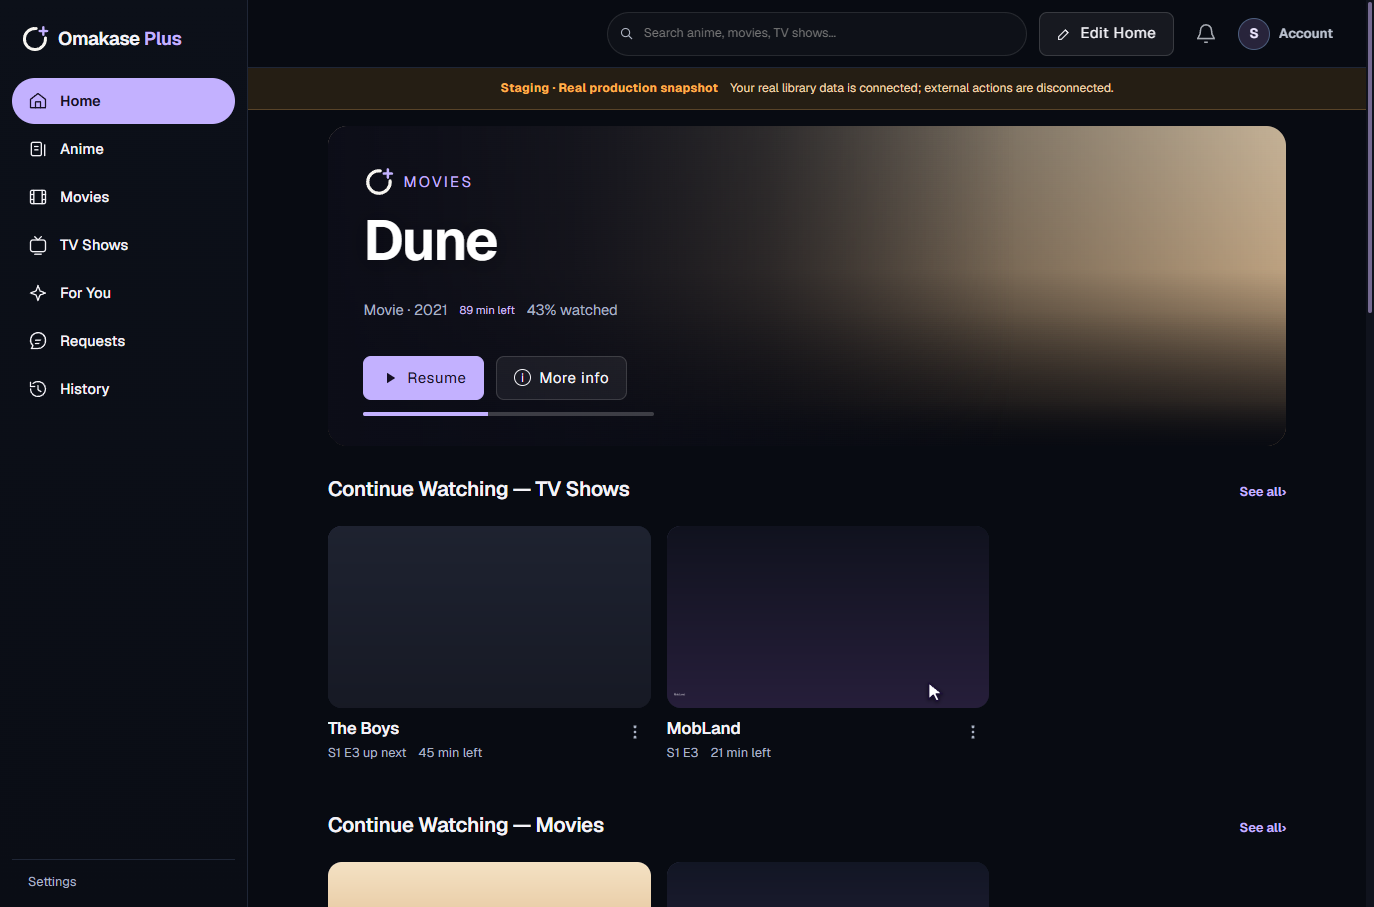 Omakase Plus
Search anime, movies, TV shows...
Edit Home
S
Account
Home
Anime
Movies
TV Shows
For You
Requests
History
Settings
Staging · Real production snapshot Your real library data is connected; external actions are disconnected.
MOVIES
Dune
Movie · 2021 89 min left 43% watched
Resume
More info
Continue Watching — TV Shows
See all›
The Boys
S1 E3 up next 45 min left
MobLand
S1 E3 21 min left
Continue Watching — Movies
See all›